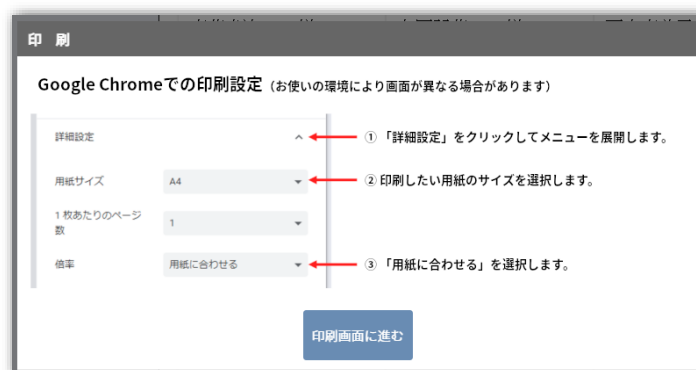 印 刷
Google Chromeでの印刷設定（お使いの環境により画面が異なる場合があります）
詳細設定
①「詳細設定」をクリックしてメニューを展開します。
用紙サイズ
A4
② 印刷したい用紙のサイズを選択します。
1 枚あたりのページ
数
1
倍率
用紙に合わせる
③「用紙に合わせる」を選択します。
印刷画面に進む